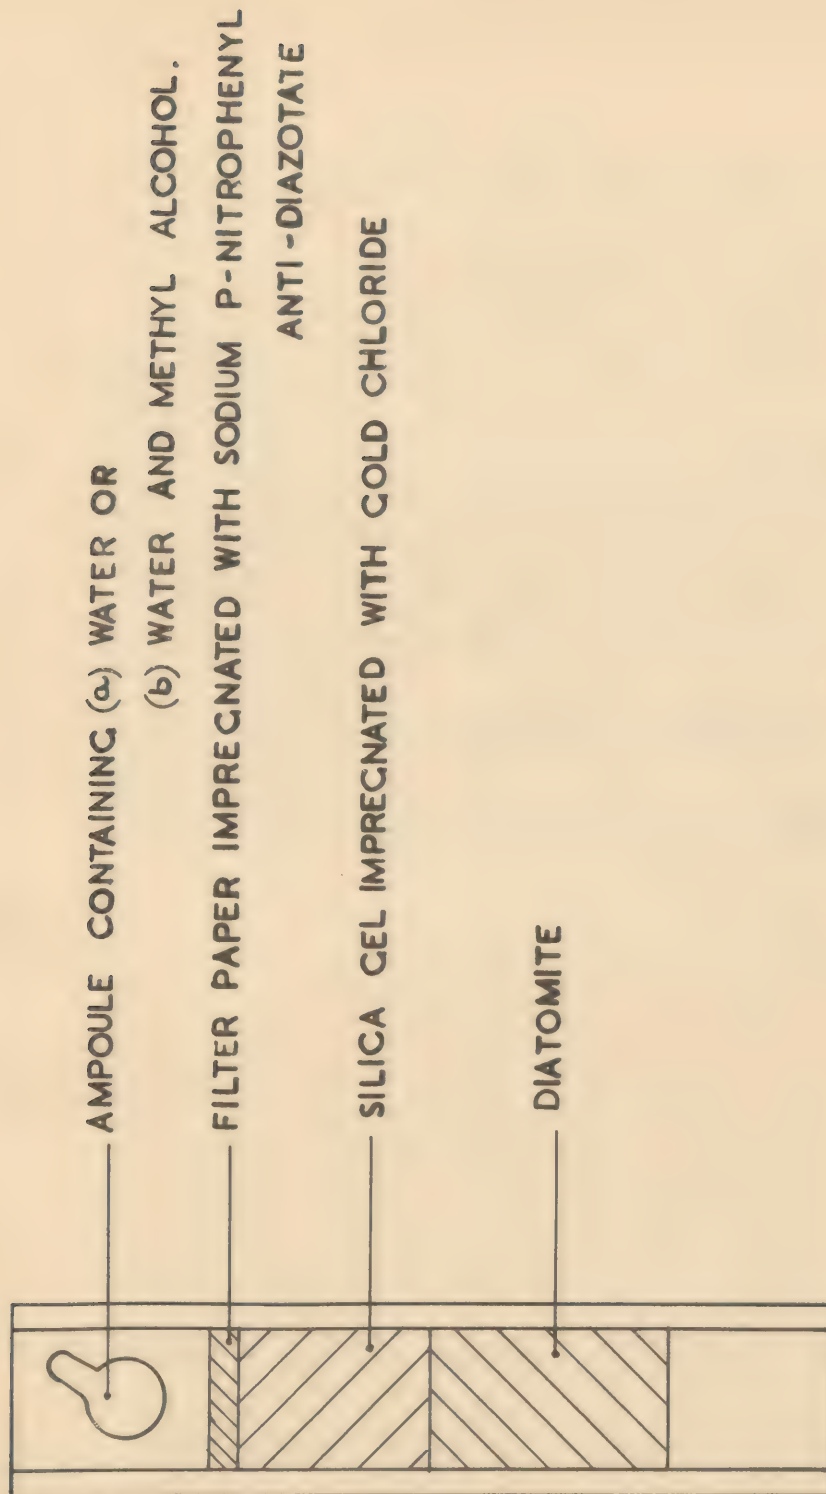 AMPOULE CONTAINING (a) WATER OR
(b) WATER AND METHYL ALCOHOL.
FILTER PAPER IMPREGNATED WITH SODIUM P-NITROPHENYL
ANTI-DIAZOTATE
SILICA GEL IMPREGNATED WITH GOLD CHLORIDE
DIATOMITE